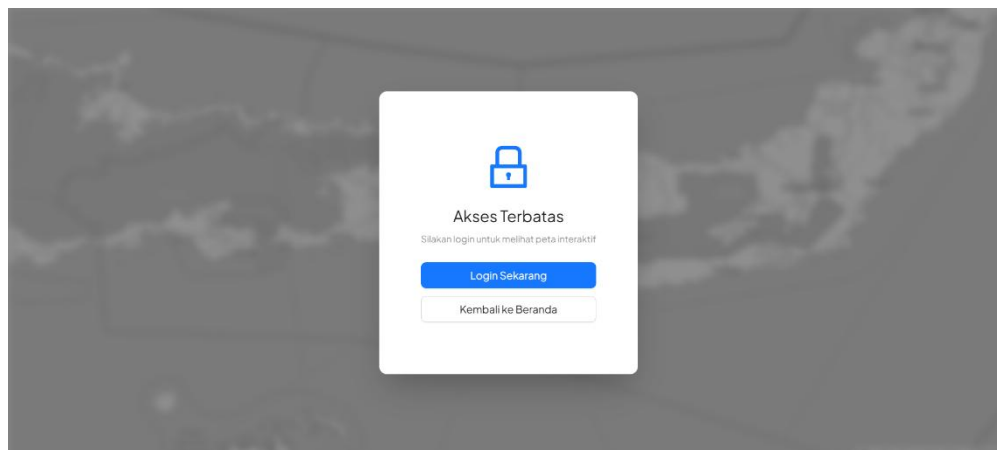 Akses Terbatas
Silakan login untuk melihat peta interaktif
Login Sekarang
Kembali ke Beranda